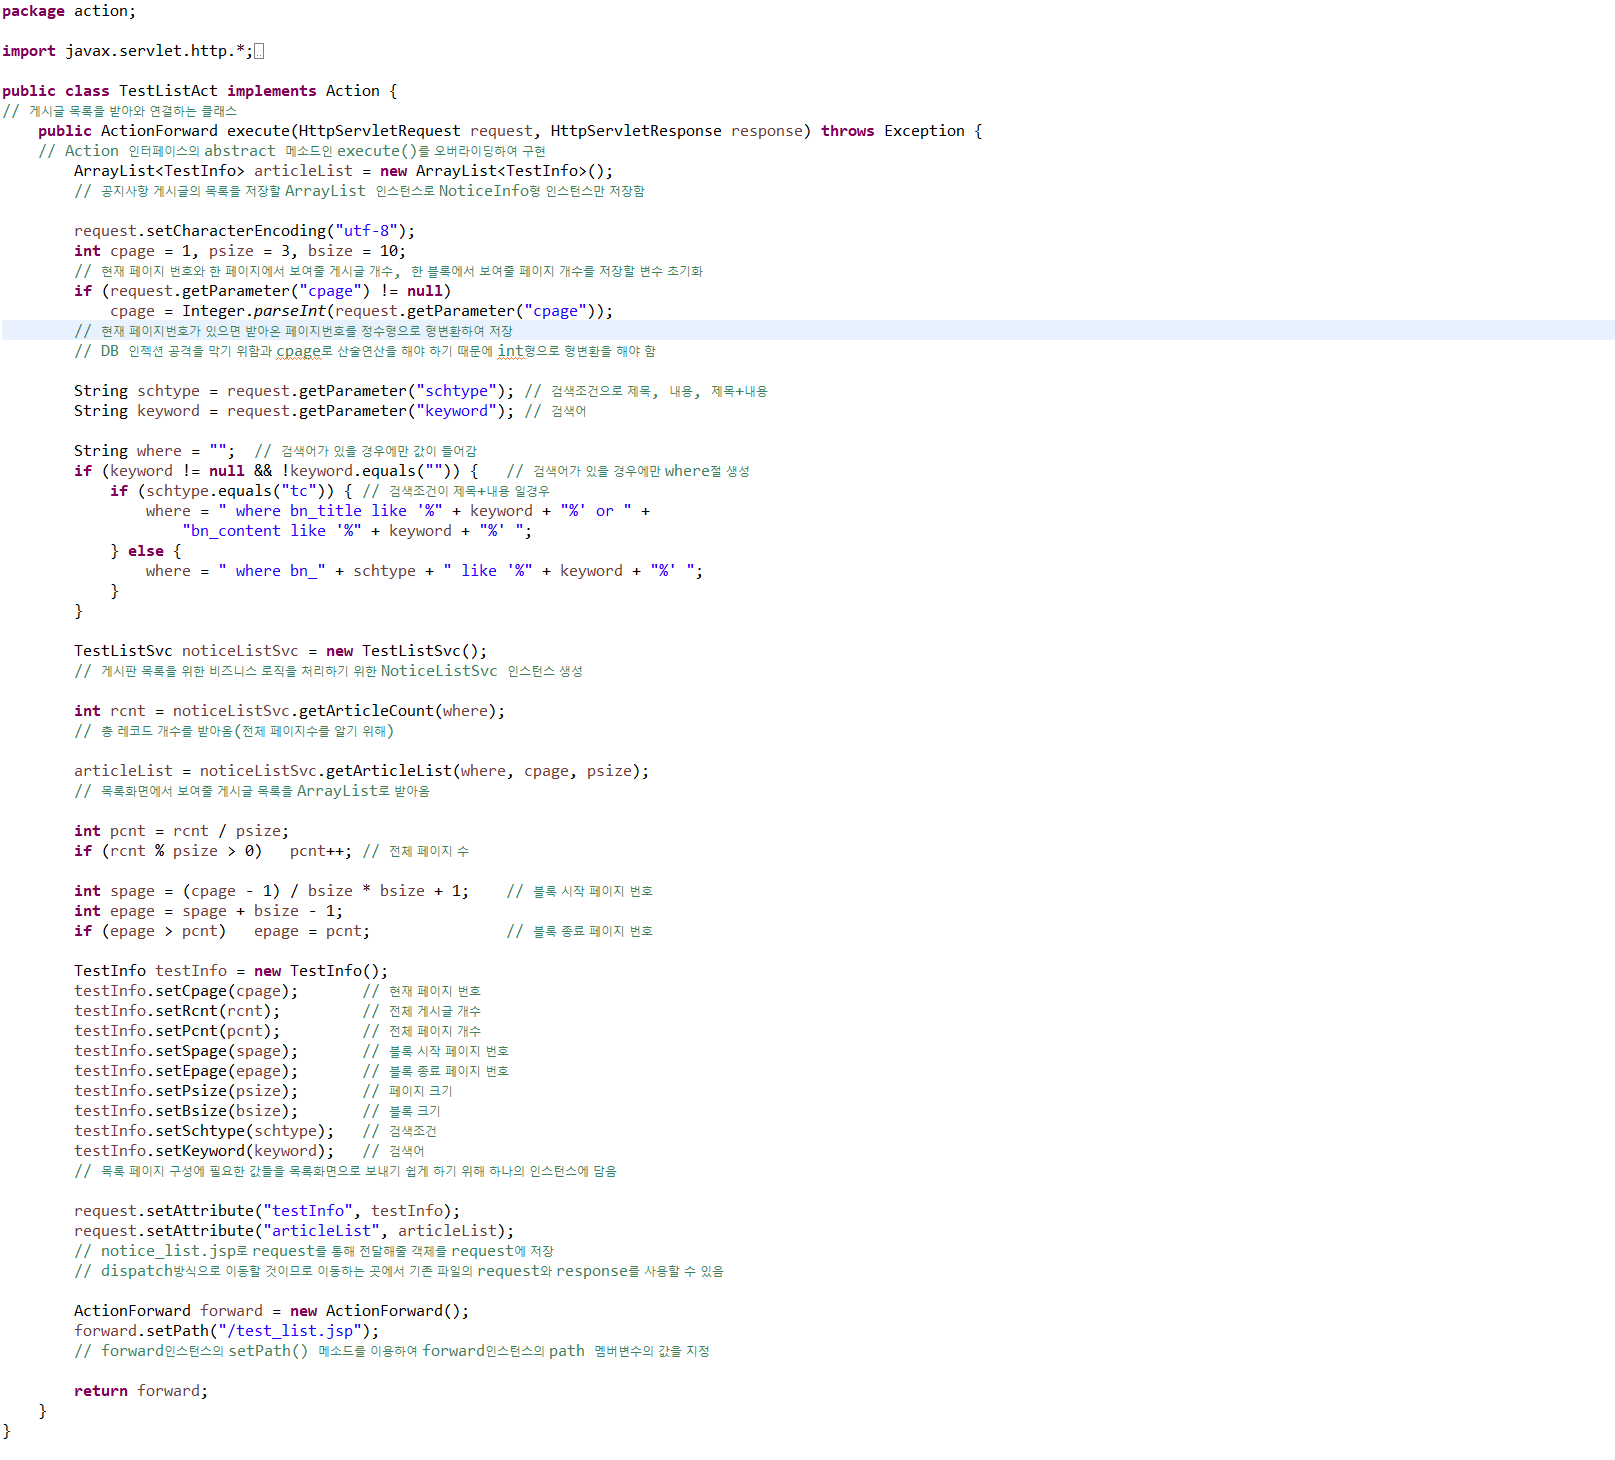 package action;
import javax.servlet.http.*;
public class TestListAct implements Action {
// 게시글 목록을 받아와 연결하는 클래스
public ActionForward execute(HttpServletRequest request, HttpServletResponse response) throws Exception {
// Action 인터페이스의 abstract 메소드인 execute()를 오버라이딩하여 구현
ArrayList<TestInfo> articleList = new ArrayList<TestInfo>();
// 공지사항 게시글의 목록을 저장할 ArrayList 인스턴스로 NoticeInfo형 인스턴스만 저장함
request.setCharacterEncoding("utf-8");
int cpage = 1, psize = 3, bsize = 10;
// 현재 페이지 번호와 한 페이지에서 보여줄 게시글 개수, 한 블록에서 보여줄 페이지 개수를 저장할 변수 초기화
if (request.getParameter("cpage") != null)
cpage = Integer.parseInt(request.getParameter("cpage"));
// 현재 페이지번호가 있으면 받아온 페이지번호를 정수형으로 형변환하여 저장
// DB 인젝션 공격을 막기 위함과 cpage로 산술연산을 해야 하기 때문에 int형으로 형변환을 해야 함
String schtype = request.getParameter("schtype"); // 검색조건으로 제목, 내용, 제목+내용
String keyword = request.getParameter("keyword"); // 검색어
String where = ""; // 검색어가 있을 경우에만 값이 들어감
if (keyword != null && !keyword.equals("")) { // 검색어가 있을 경우에만 where절 생성
if (schtype.equals("tc")) { // 검색조건이 제목+내용 일경우
where = " where bn_title like '%" + keyword + "%' or " +
"bn_content like '%" + keyword + "%' ";
} else {
where = " where bn_" + schtype + " like '%" + keyword + "%' ";
}
}
TestListSvc noticeListSvc = new TestListSvc();
// 게시판 목록을 위한 비즈니스 로직을 처리하기 위한 NoticeListSvc 인스턴스 생성
int rcnt = noticeListSvc.getArticleCount(where);
// 총 레코드 개수를 받아옴(전체 페이지수를 알기 위해)
articleList = noticeListSvc.getArticleList(where, cpage, psize);
// 목록화면에서 보여줄 게시글 목록을 ArrayList로 받아옴
int pcnt = rcnt / psize;
if (rcnt % psize > 0) pcnt++; // 전체 페이지 수
int spage = (cpage - 1) / bsize * bsize + 1; // 블록 시작 페이지 번호
int epage = spage + bsize - 1;
if (epage > pcnt) epage = pcnt; // 블록 종료 페이지 번호
TestInfo testInfo = new TestInfo();
testInfo.setCpage(cpage); // 현재 페이지 번호
testInfo.setRcnt(rcnt); // 전체 게시글 개수
testInfo.setPcnt(pcnt); // 전체 페이지 개수
testInfo.setSpage(spage); // 블록 시작 페이지 번호
testInfo.setEpage(epage); // 블록 종료 페이지 번호
testInfo.setPsize(psize); // 페이지 크기
testInfo.setBsize(bsize); // 블록 크기
testInfo.setSchtype(schtype); // 검색조건
testInfo.setKeyword(keyword); // 검색어
// 목록 페이지 구성에 필요한 값들을 목록화면으로 보내기 쉽게 하기 위해 하나의 인스턴스에 담음
request.setAttribute("testInfo", testInfo);
request.setAttribute("articleList", articleList);
// notice_list.jsp로 request를 통해 전달해줄 객체를 request에 저장
// dispatch방식으로 이동할 것이므로 이동하는 곳에서 기존 파일의 request와 response를 사용할 수 있음
ActionForward forward = new ActionForward();
forward.setPath("/test_list.jsp");
// forward인스턴스의 setPath() 메소드를 이용하여 forward인스턴스의 path 멤버변수의 값을 지정
return forward;
}
}